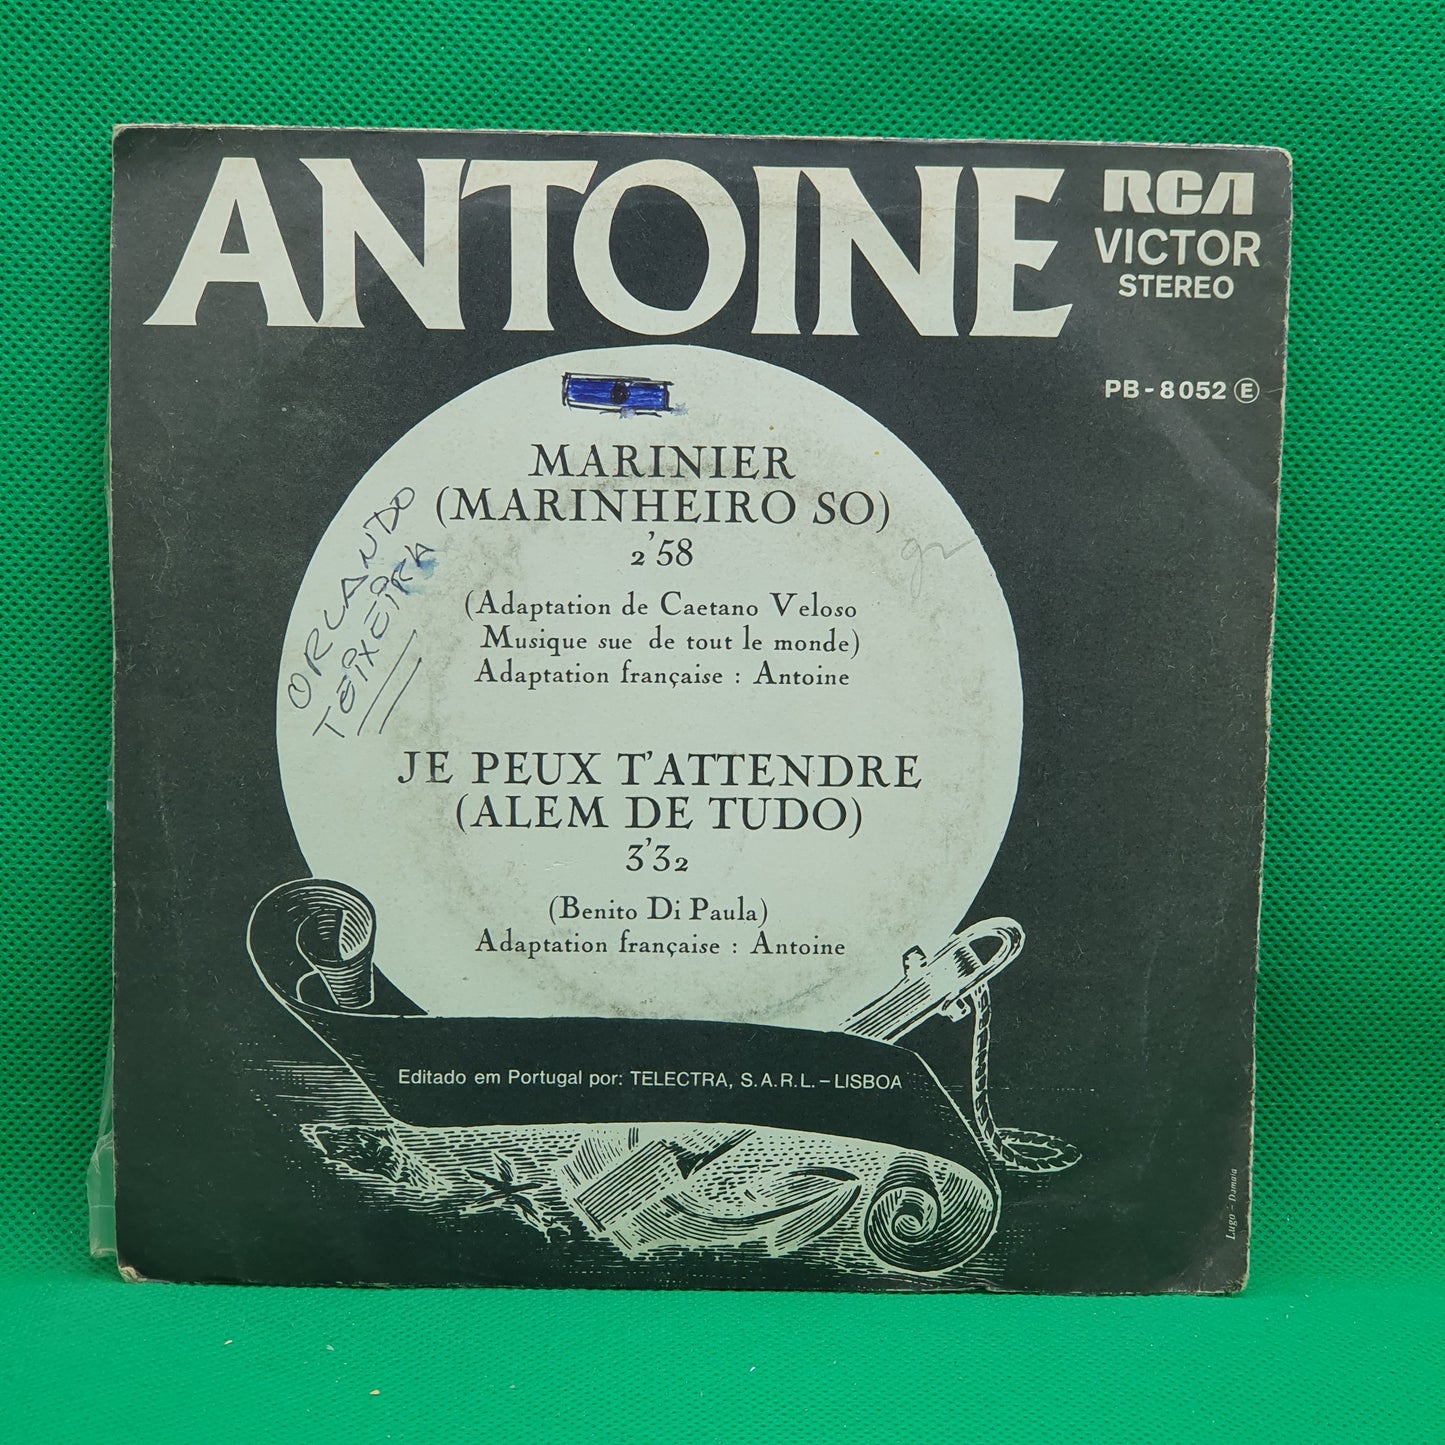 ANTOINE
RCA
VICTOR
STEREO
PB-8052 E
MARINIER
(MARINHEIRO SO)
2'58
(Adaptation de Caetano Veloso
Musique sue de tout le monde)
Adaptation française : Antoine
ORLANDO
TEIXEIRA
JE PEUX T'ATTENDRE
(ALEM DE TUDO)
3'32
(Benito Di Paula)
Adaptation française : Antoine
Editado em Portugal por: TELECTRA, S.A.R.L. – LISBOA
Lugo - Damaia